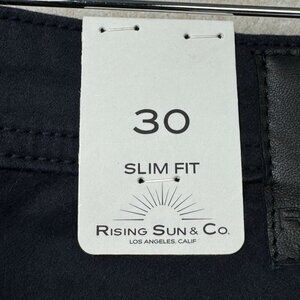 30
SLIM FIT
RISING SUN & CO.
LOS ANGELES, CALIF